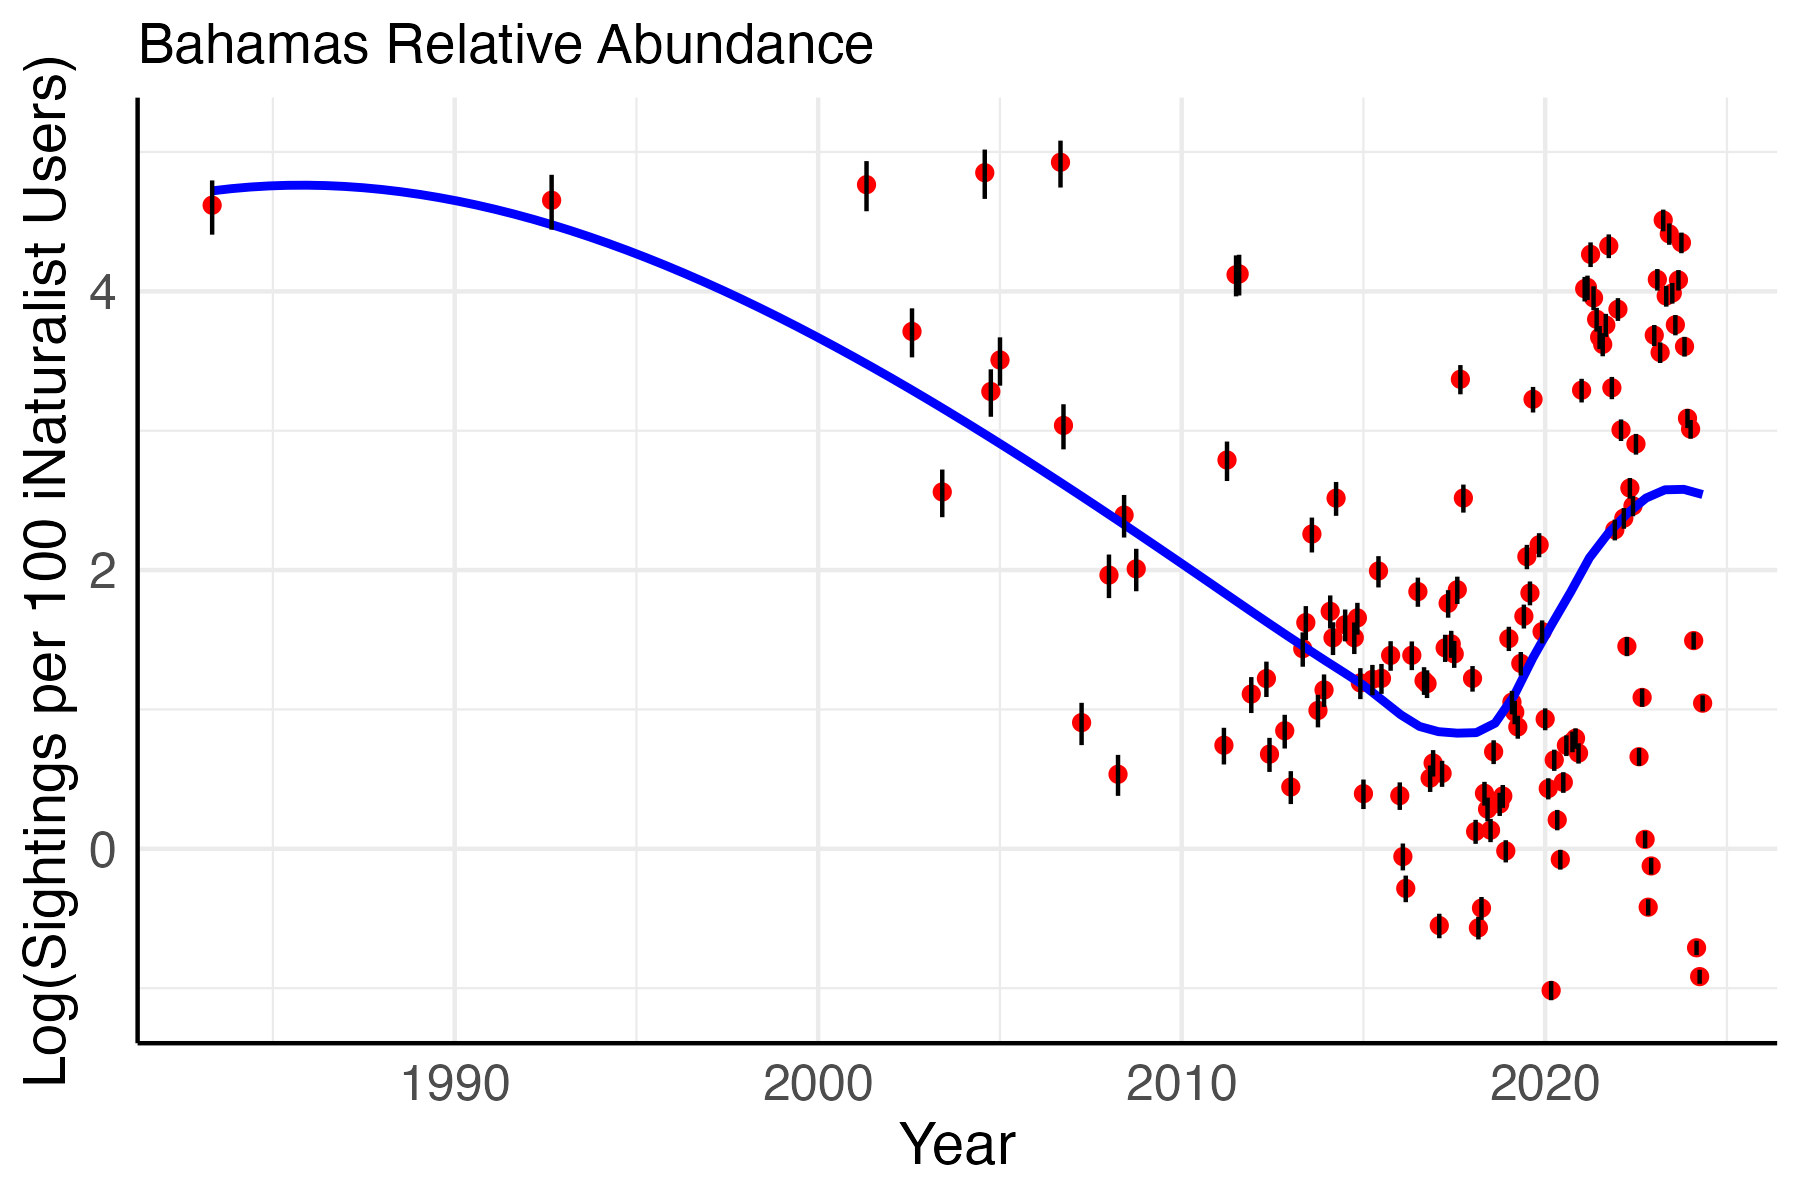 Bahamas Relative Abundance
Log(Sightings per 100 iNaturalist Users)
4
2
0
1990 2000 2010 2020
Year